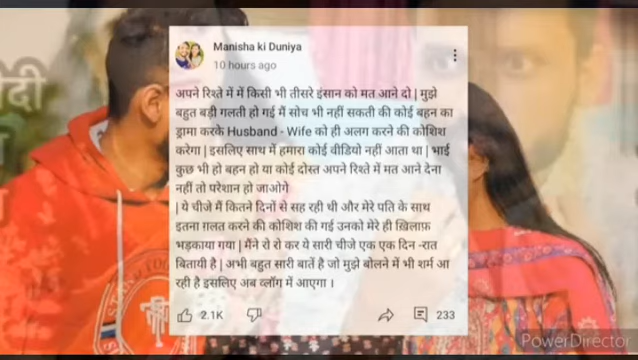 Manisha ki Duniya
10 hours ago
अपने रिश्ते में में किसी भी तीसरे इंसान को मत आने दो | मुझे
बहुत बड़ी गलती हो गई मैं सोच भी नहीं सकती की कोई बहन का
ड्रामा करके Husband - Wife को ही अलग करने की कोशिश
करेगा | इसलिए साथ में हमारा कोई वीडियो नहीं आता था | भाई
कुछ भी हो बहन हो या कोई दोस्त अपने रिश्ते में मत आने देना
नहीं तो परेशान हो जाओगे
| ये चीजे मैं कितने दिनों से सह रही थी और मेरे पति के साथ
इतना ग़लत करने की कोशिश की गई उनको मेरे ही ख़िलाफ़
भड़काया गया | मैंने रो रो कर ये सारी चीजे एक एक दिन -रात
बितायी है | अभी बहुत सारी बातें है जो मुझे बोलने में भी शर्म आ
रही है इसलिए अब व्लॉग में आएगा ।
2.1K
233
PowerDirector